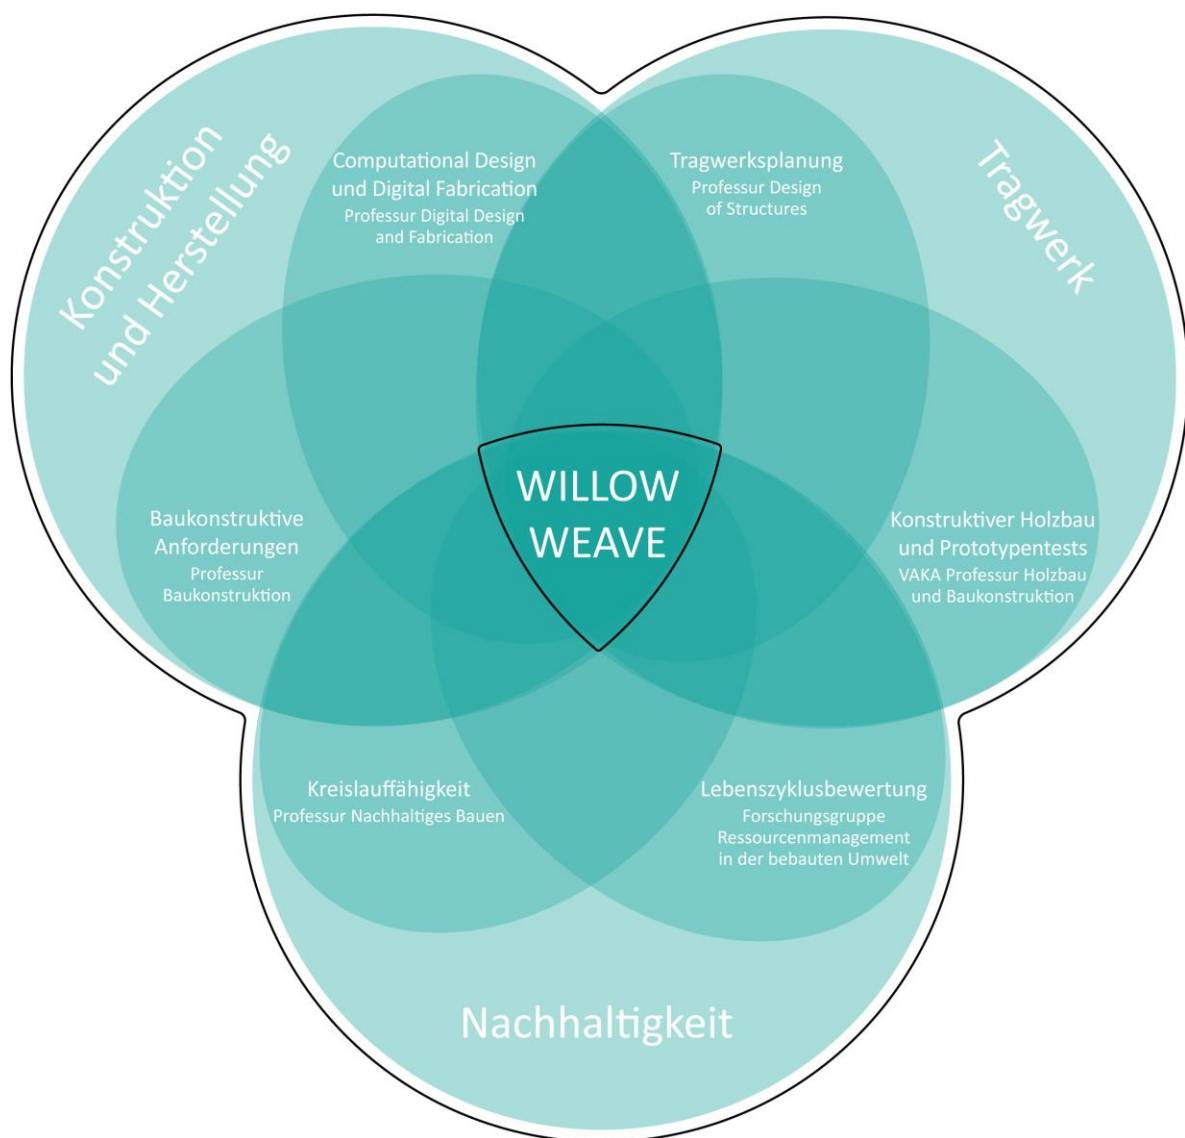 Konstruktion
und Herstellung
Computational Design
und Digital Fabrication
Professur Digital Design
and Fabrication
Tragwerksplanung
Professur Design
of Structures
Tragwerk
Baukonstruktive
Anforderungen
Professur
Baukonstruktion
WILLOW
WEAVE
Konstruktiver Holzbau
und Prototypentests
VAKA Professur Holzbau
und Baukonstruktion
Kreislauffähigkeit
Professur Nachhaltiges Bauen
Lebenszyklusbewertung
Forschungsgruppe
Ressourcenmanagement
in der bebauten Umwelt
Nachhaltigkeit